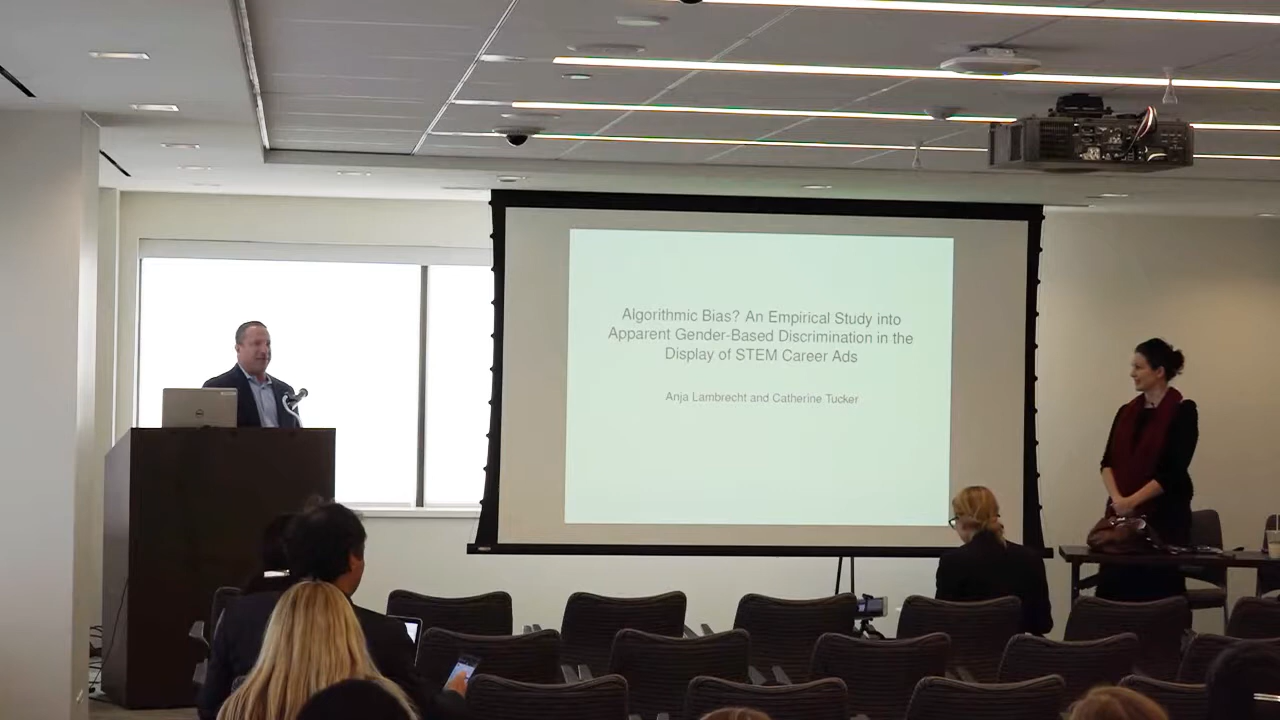 Algorithmic Bias? An Empirical Study into
Apparent Gender-Based Discrimination in the
Display of STEM Career Ads
Anja Lambrecht and Catherine Tucker